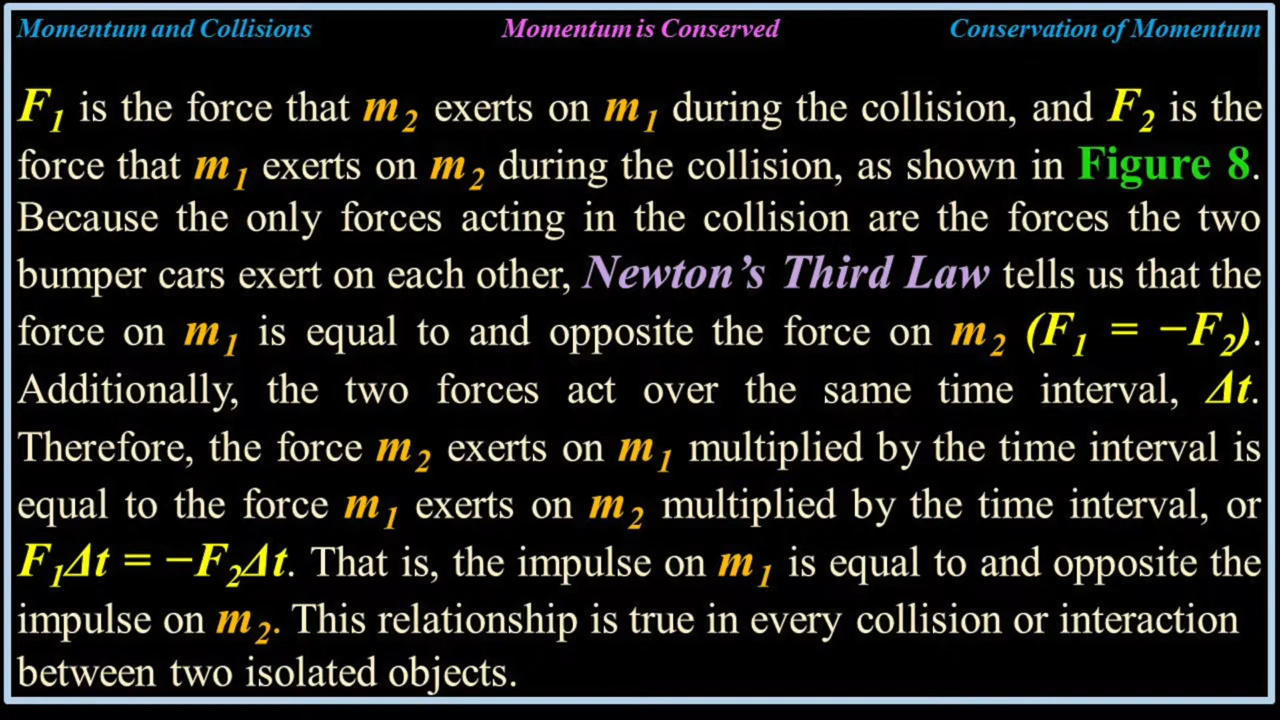 Momentum and Collisions Momentum is Conserved Conservation of Momentum
F₁ is the force that m₂ exerts on m₁ during the collision, and F₂ is the
force that m₁ exerts on m₂ during the collision, as shown in Figure 8.
Because the only forces acting in the collision are the forces the two
bumper cars exert on each other, Newton’s Third Law tells us that the
force on m₁ is equal to and opposite the force on m₂ (F₁ = −F₂).
Additionally, the two forces act over the same time interval, Δt.
Therefore, the force m₂ exerts on m₁ multiplied by the time interval is
equal to the force m₁ exerts on m₂ multiplied by the time interval, or
F₁Δt = −F₂Δt. That is, the impulse on m₁ is equal to and opposite the
impulse on m₂. This relationship is true in every collision or interaction
between two isolated objects.